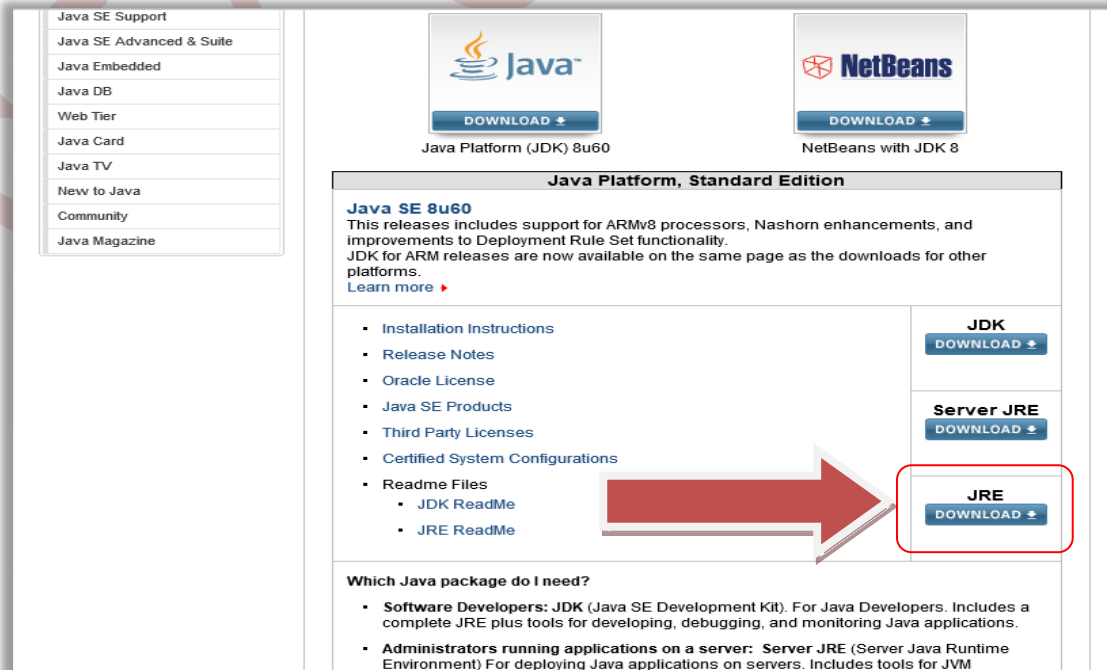 Java SE Support
Java SE Advanced & Suite
Java Embedded
Java DB
Web Tier
Java Card
Java TV
New to Java
Community
Java Magazine
Java
DOWNLOAD
Java Platform (JDK) 8u60
NetBeans
DOWNLOAD
NetBeans with JDK 8
Java Platform, Standard Edition
Java SE 8u60
This releases includes support for ARMv8 processors, Nashorn enhancements, and
improvements to Deployment Rule Set functionality.
JDK for ARM releases are now available on the same page as the downloads for other
platforms.
Learn more
Installation Instructions
Release Notes
Oracle License
Java SE Products
Third Party Licenses
Certified System Configurations
Readme Files
JDK ReadMe
JRE ReadMe
JDK
DOWNLOAD
Server JRE
DOWNLOAD
JRE
DOWNLOAD
Which Java package do I need?
Software Developers: JDK (Java SE Development Kit). For Java Developers. Includes a
complete JRE plus tools for developing, debugging, and monitoring Java applications.
Administrators running applications on a server: Server JRE (Server Java Runtime
Environment) For deploying Java applications on servers. Includes tools for JVM